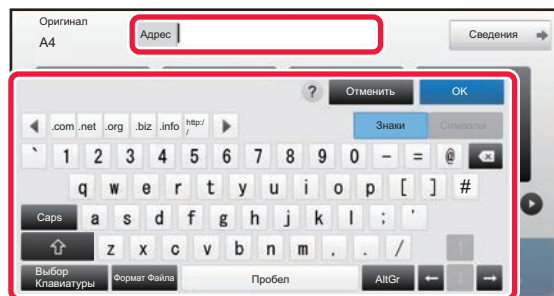 Оригинал
A4
Адрес
Сведения
? Отменить OK
.com .net .org .biz .info http:/
/
Знаки Символы
` 1 2 3 4 5 6 7 8 9 0 - = @
q w e r t y u i o p [ ] #
Caps a s d f g h j k l ; '
z x c v b n m , . /
Выбор
Клавиатуры
Формат Файла Пробел AltGr